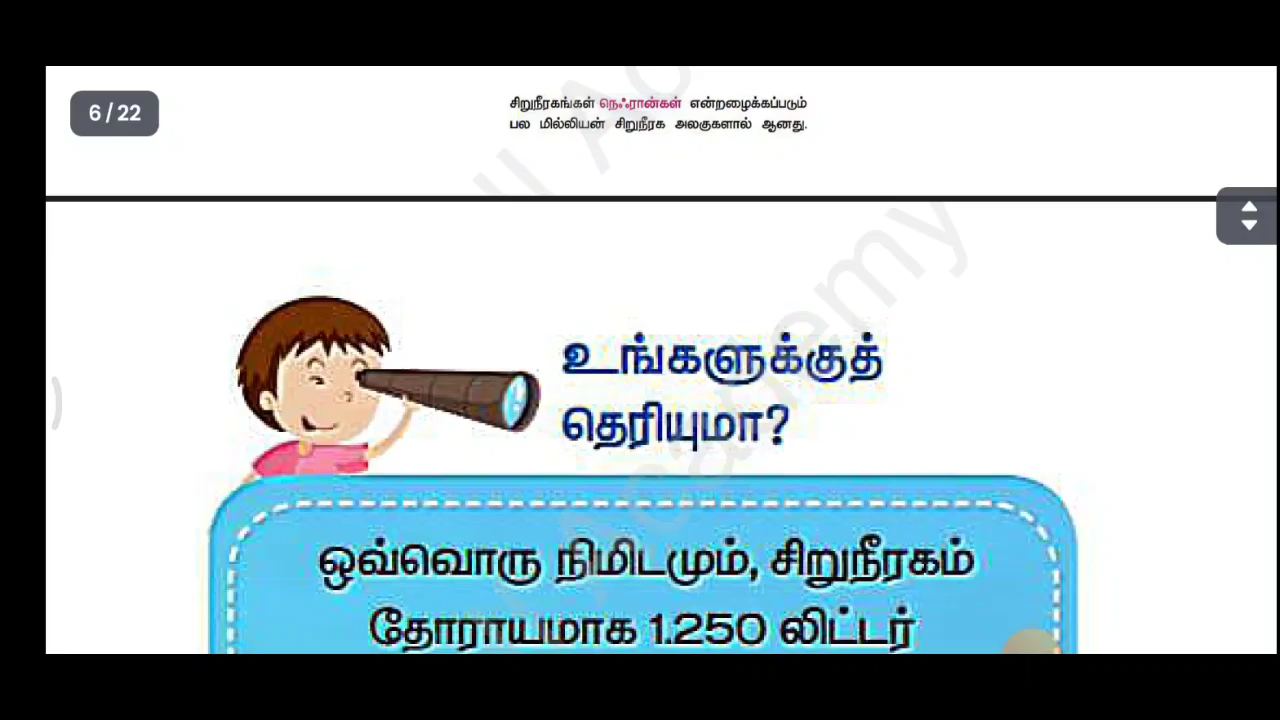 6 / 22
சிறுநீரகங்கள் நெஃப்ரான்கள் என்றழைக்கப்படும்
பல மில்லியன் சிறுநீரக அலகுகளால் ஆனது.
உங்களுக்குத்
தெரியுமா?
ஒவ்வொரு நிமிடமும், சிறுநீரகம்
தோராயமாக 1.250 லிட்டர்
Academy